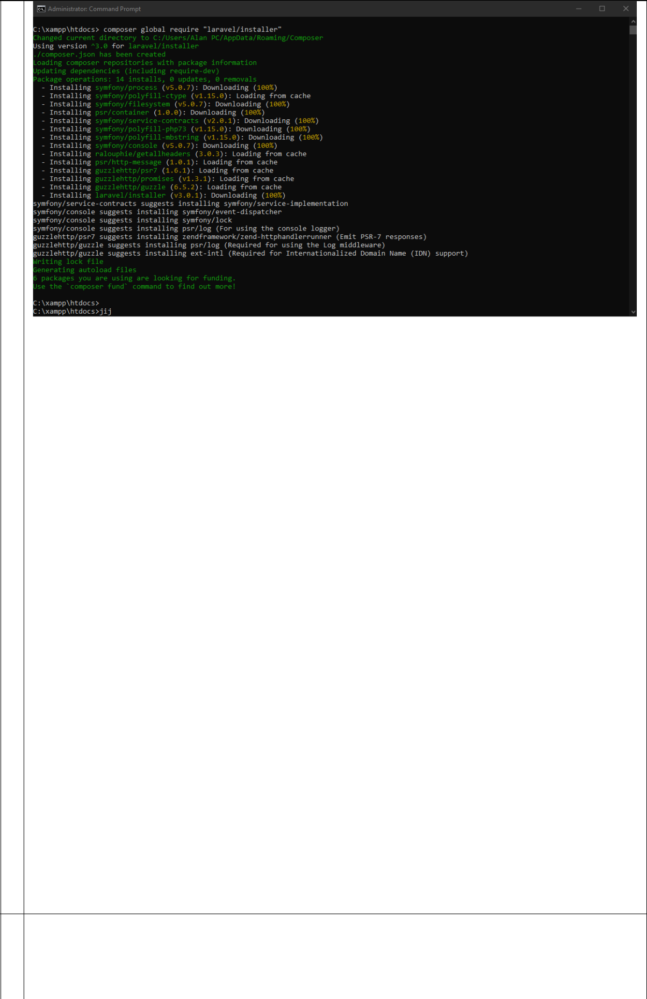 Administrator: Command Prompt
C:\xampp\htdocs> composer global require "laravel/installer"
Changed current directory to C:/Users/Alan PC/AppData/Roaming/Composer
Using version ^3.0 for laravel/installer
./composer.json has been created
Loading composer repositories with package information
Updating dependencies (including require-dev)
Package operations: 14 installs, 0 updates, 0 removals
  - Installing symfony/process (v5.0.7): Downloading (100%)
  - Installing symfony/polyfill-ctype (v1.15.0): Loading from cache
  - Installing symfony/filesystem (v5.0.7): Downloading (100%)
  - Installing psr/container (1.0.0): Downloading (100%)
  - Installing symfony/service-contracts (v2.0.1): Downloading (100%)
  - Installing symfony/polyfill-php73 (v1.15.0): Downloading (100%)
  - Installing symfony/polyfill-mbstring (v1.15.0): Downloading (100%)
  - Installing symfony/console (v5.0.7): Downloading (100%)
  - Installing ralouphie/getallheaders (3.0.3): Loading from cache
  - Installing psr/http-message (1.0.1): Loading from cache
  - Installing guzzlehttp/psr7 (1.6.1): Loading from cache
  - Installing guzzlehttp/promises (v1.3.1): Loading from cache
  - Installing guzzlehttp/guzzle (6.5.2): Loading from cache
  - Installing laravel/installer (v3.0.1): Downloading (100%)
symfony/service-contracts suggests installing symfony/service-implementation
symfony/console suggests installing symfony/event-dispatcher
symfony/console suggests installing symfony/lock
symfony/console suggests installing psr/log (For using the console logger)
guzzlehttp/psr7 suggests installing zendframework/zend-httphandlerrunner (Emit PSR-7 responses)
guzzlehttp/guzzle suggests installing psr/log (Required for using the Log middleware)
guzzlehttp/guzzle suggests installing ext-intl (Required for Internationalized Domain Name (IDN) support)
Writing lock file
Generating autoload files
6 packages you are using are looking for funding.
Use the `composer fund` command to find out more!
C:\xampp\htdocs>
C:\xampp\htdocs>jij